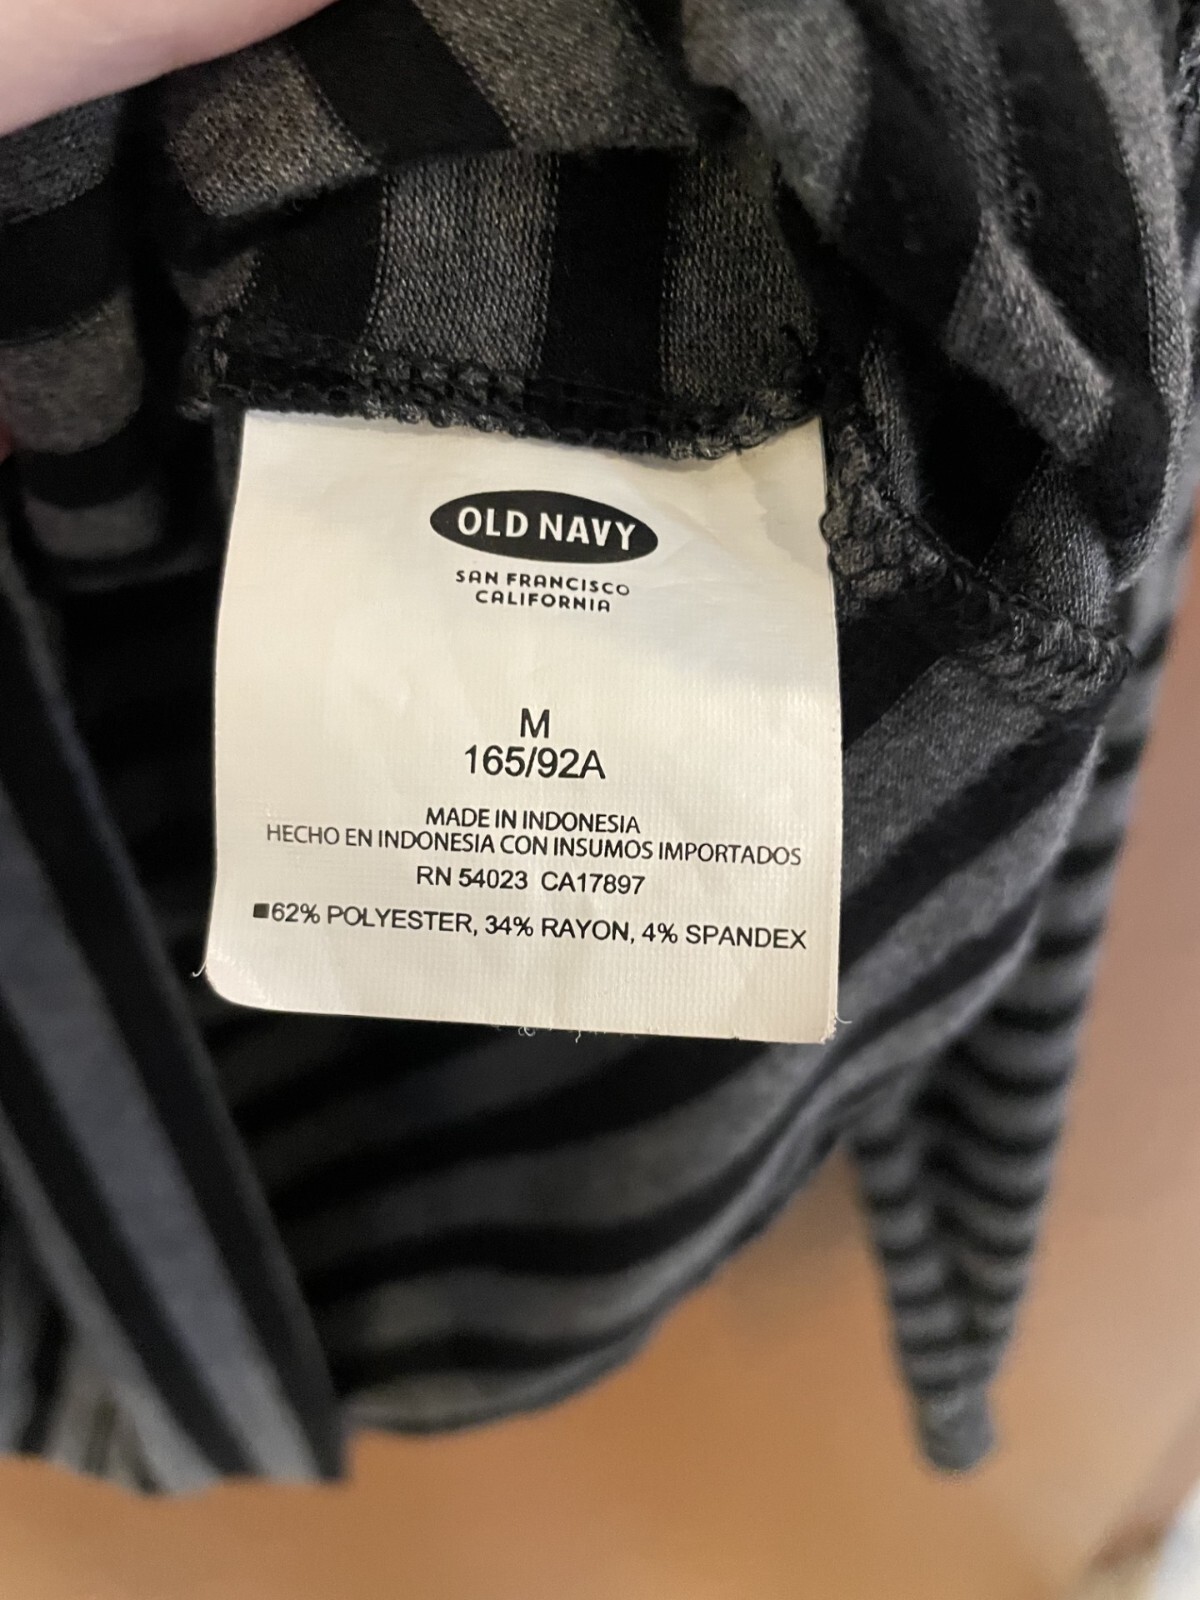 OLD NAVY
SAN FRANCISCO
CALIFORNIA
M
165/92A
MADE IN INDONESIA
HECHO EN INDONESIA CON INSUMOS IMPORTADOS
RN 54023 CA17897
■62% POLYESTER, 34% RAYON, 4% SPANDEX